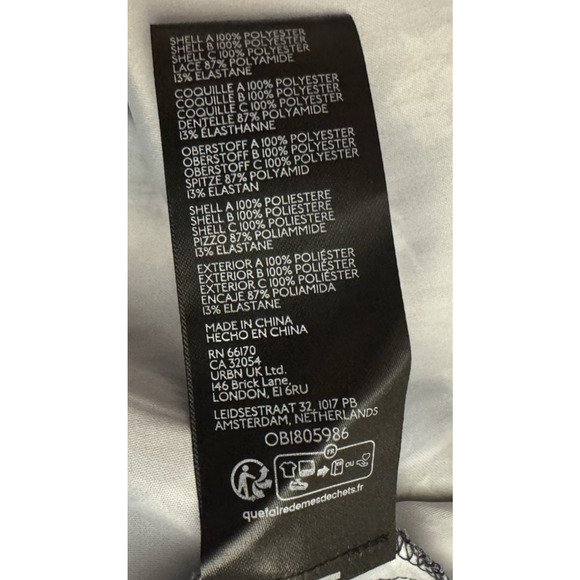 SHELL A 100% POLYESTER
SHELL B 100% POLYESTER
SHELL C 100% POLYESTER
LACE 87% POLYAMIDE
13% ELASTANE
COQUILLE A 100% POLYESTER
COQUILLE B 100% POLYESTER
COQUILLE C 100% POLYESTER
DENTELLE 87% POLYAMIDE
13% ÉLASTHANNE
OBERSTOFF A 100% POLYESTER
OBERSTOFF B 100% POLYESTER
OBERSTOFF C 100% POLYESTER
SPITZE 87% POLYAMID
13% ELASTAN
SHELL A 100% POLIESTERE
SHELL B 100% POLIESTERE
SHELL C 100% POLIESTERE
PIZZO 87% POLIAMMIDE
13% ELASTANE
EXTERIOR A 100% POLIÉSTER
EXTERIOR B 100% POLIÉSTER
EXTERIOR C 100% POLIÉSTER
ENCAJE 87% POLIAMIDA
13% ELASTANO
MADE IN CHINA
HECHO EN CHINA
RN 66170
CA 32054
URBN UK Ltd.
146 Brick Lane,
LONDON, E1 6RU
LEIDSESTRAAT 32, 1017 PB
AMSTERDAM, NETHERLANDS
OB1805986
FR
OU
quefairedemesdechets.fr